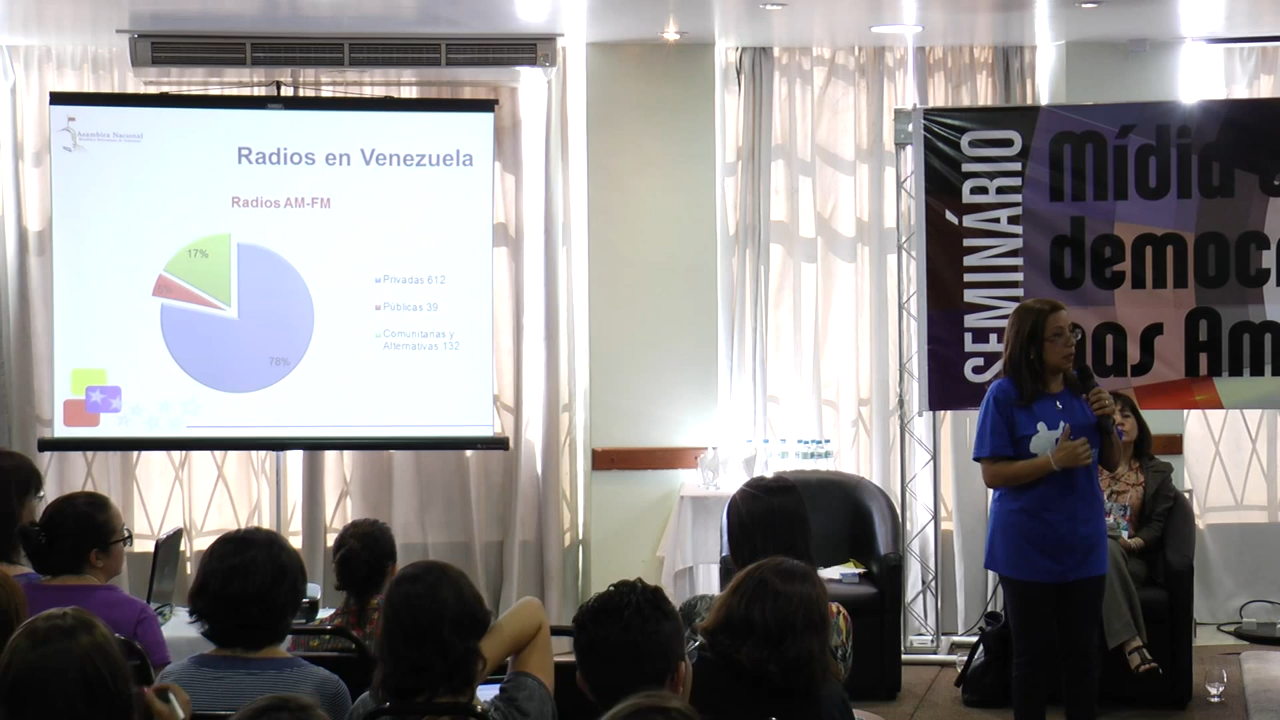 Asamblea Nacional
Radios en Venezuela
Radios AM-FM
17%
78%
Privadas 612
Públicas 39
Comunitarias y
Alternativas 132
SEMINÁRIO
Mídia
democ
nas Am